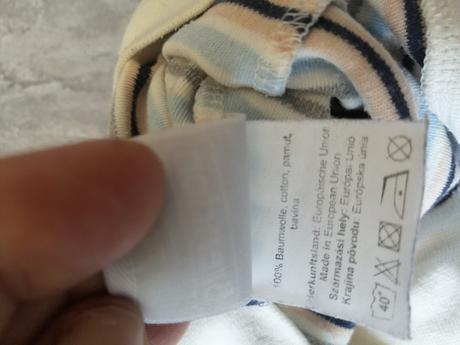 100% Baumwolle, cotton, pamut,
bavlna
Herkunftsland: Europäische Union
Made in European Union
Származási hely: Európai Unió
Krajina pôvodu: Európska únia
40°